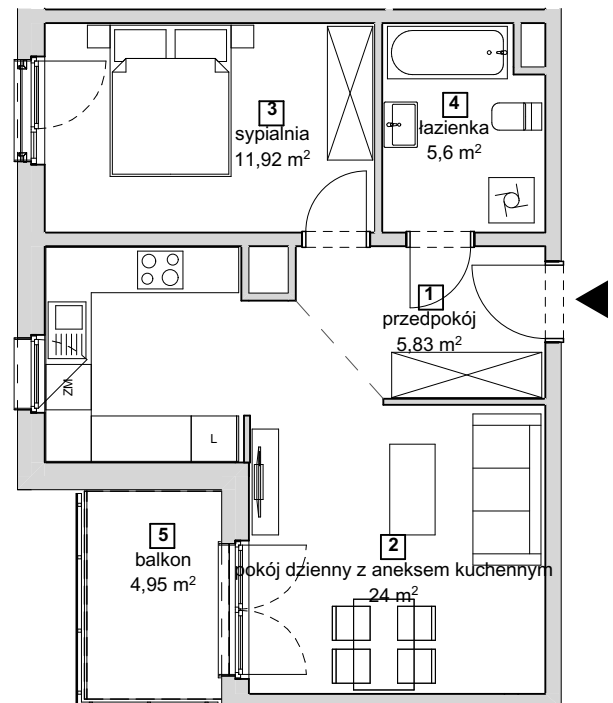 3
sypialnia
11,92 m²
4
łazienka
5,6 m²
1
przedpokój
5,83 m²
ZM
L
5
balkon
4,95 m²
2
pokój dzienny z aneksem kuchennym
24 m²